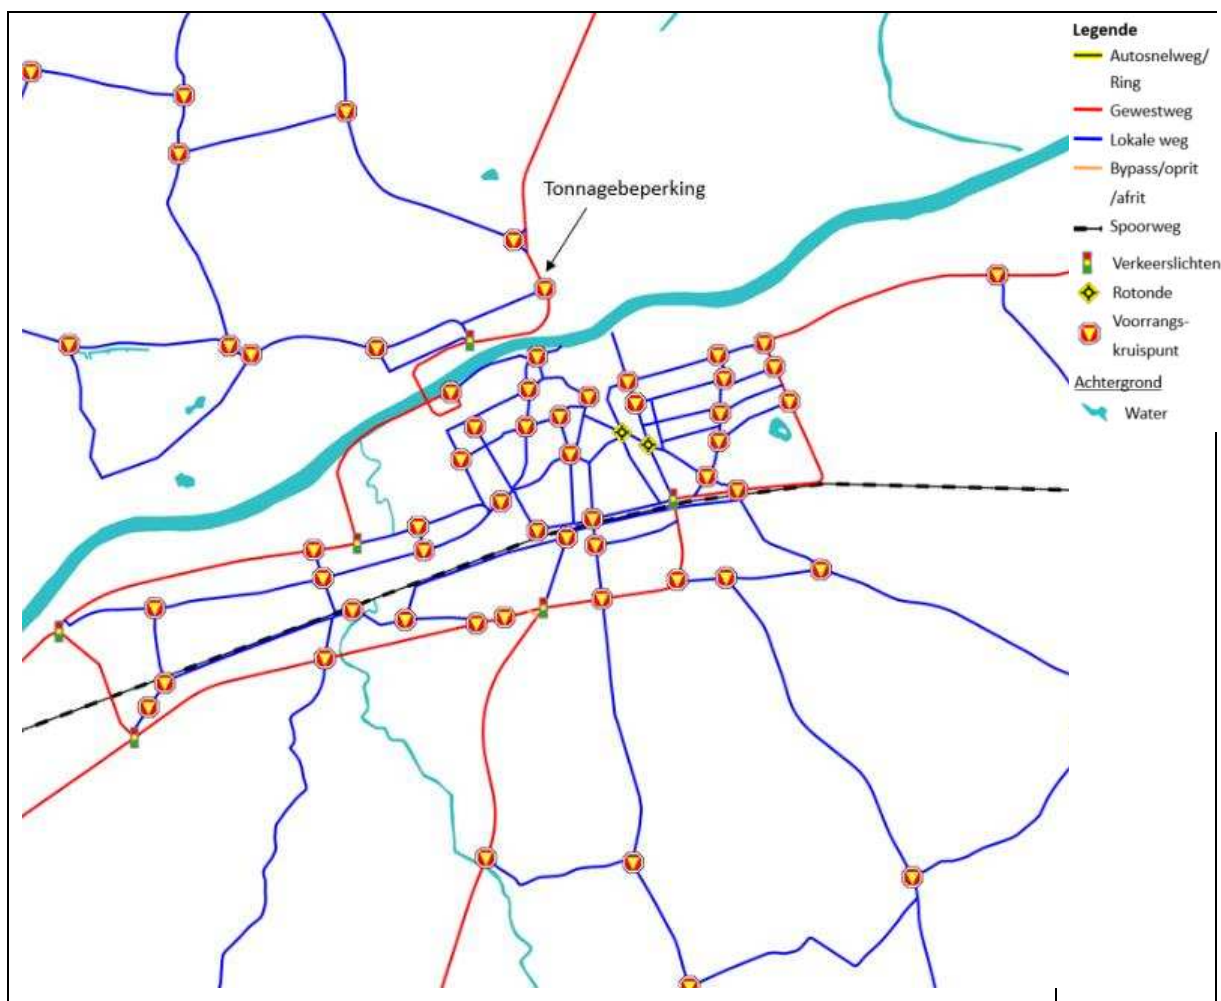 Legende
Autosnelweg/
Ring
Gewestweg
Lokale weg
Bypass/oprit
/afrit
Spoorweg
Verkeerslichten
Rotonde
Voorrangs-
kruispunt
Achtergrond
Water
Tonnagebeperking